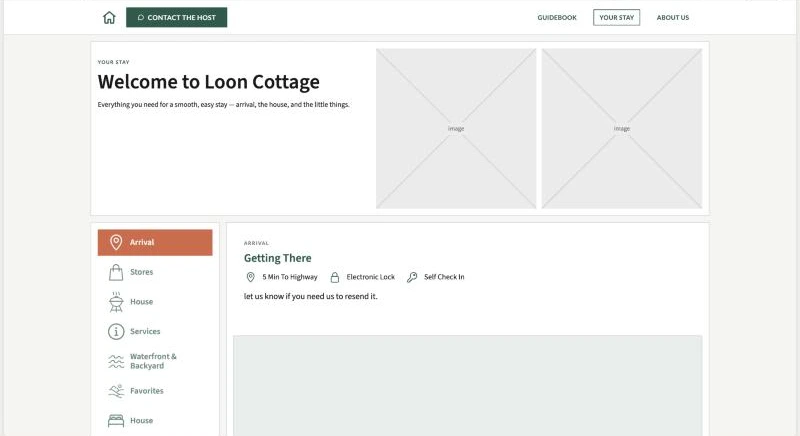 CONTACT THE HOST
GUIDEBOOK
YOUR STAY
ABOUT US
YOUR STAY
Welcome to Loon Cottage
Everything you need for a smooth, easy stay — arrival, the house, and the little things.
image
image
Arrival
Stores
House
Services
Waterfront &
Backyard
Favorites
House
ARRIVAL
Getting There
5 Min To Highway
Electronic Lock
Self Check In
let us know if you need us to resend it.